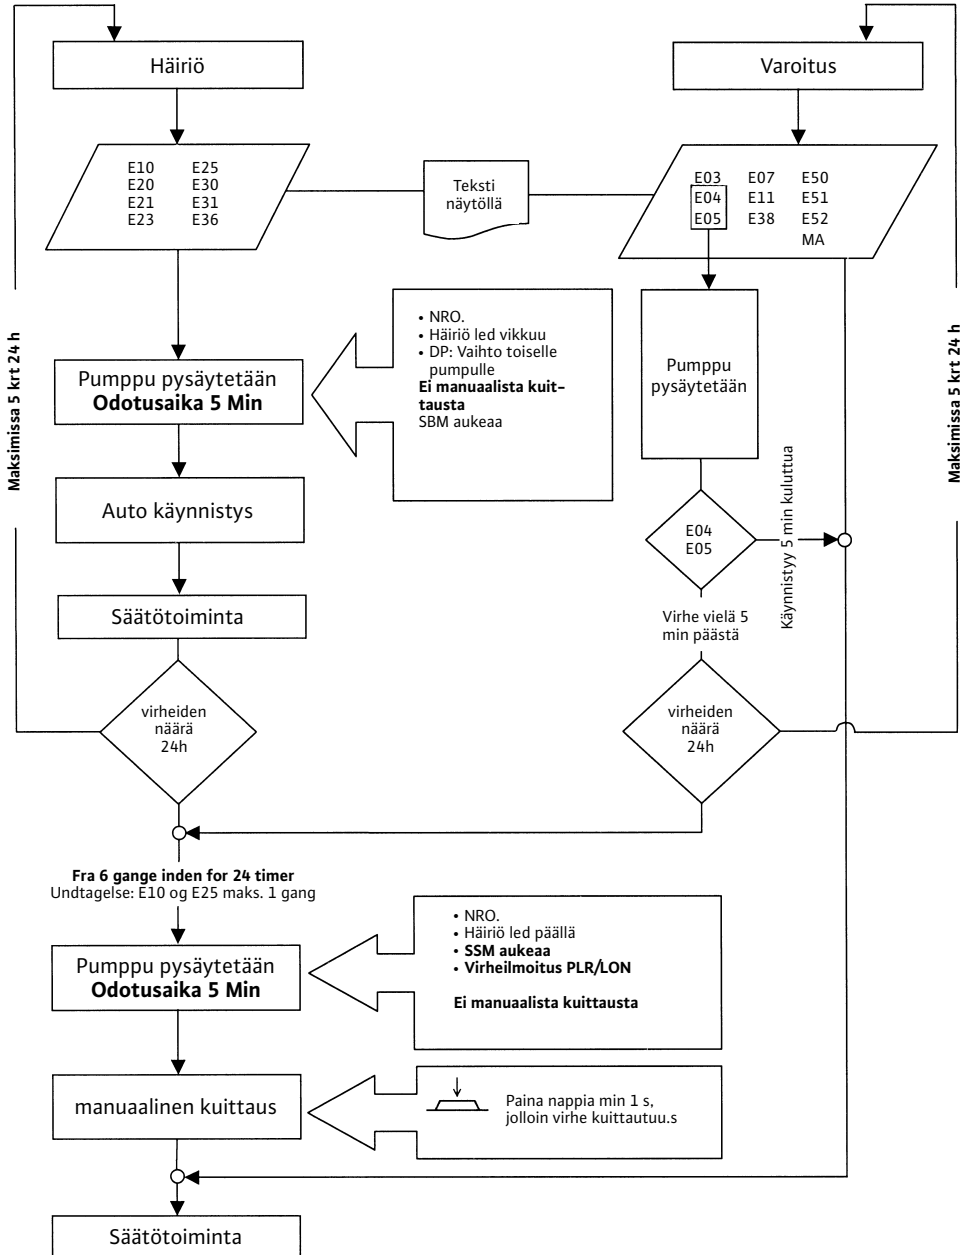 Häiriö
Varoitus
E10 E25
E20 E30
E21 E31
E23 E36
Teksti
näytöllä
E03 E07 E50
E04 E11 E51
E05 E38 E52
MA
Maksimissa 5 krt 24 h
• NRO.
• Häiriö led vikkuu
• DP: Vaihto toiselle
pumpulle
Ei manuaalista kuit-
tausta
SBM aukeaa
Pumppu
pysäytetään
Maksimissa 5 krt 24 h
Pumppu pysäytetään
Odotusaika 5 Min
Auto käynnistys
E04
E05
Käynnistyy 5 min kuluttua
Säätötoiminta
Virhe vielä 5
min päästä
virheiden
näärä
24h
virheiden
näärä
24h
Fra 6 gange inden for 24 timer
Undtagelse: E10 og E25 maks. 1 gang
Pumppu pysäytetään
Odotusaika 5 Min
• NRO.
• Häiriö led päällä
• SSM aukeaa
• Virheilmoitus PLR/LON
Ei manuaalista kuittausta
manuaalinen kuittaus
Paina nappia min 1 s,
jolloin virhe kuittautuu.s
Säätötoiminta